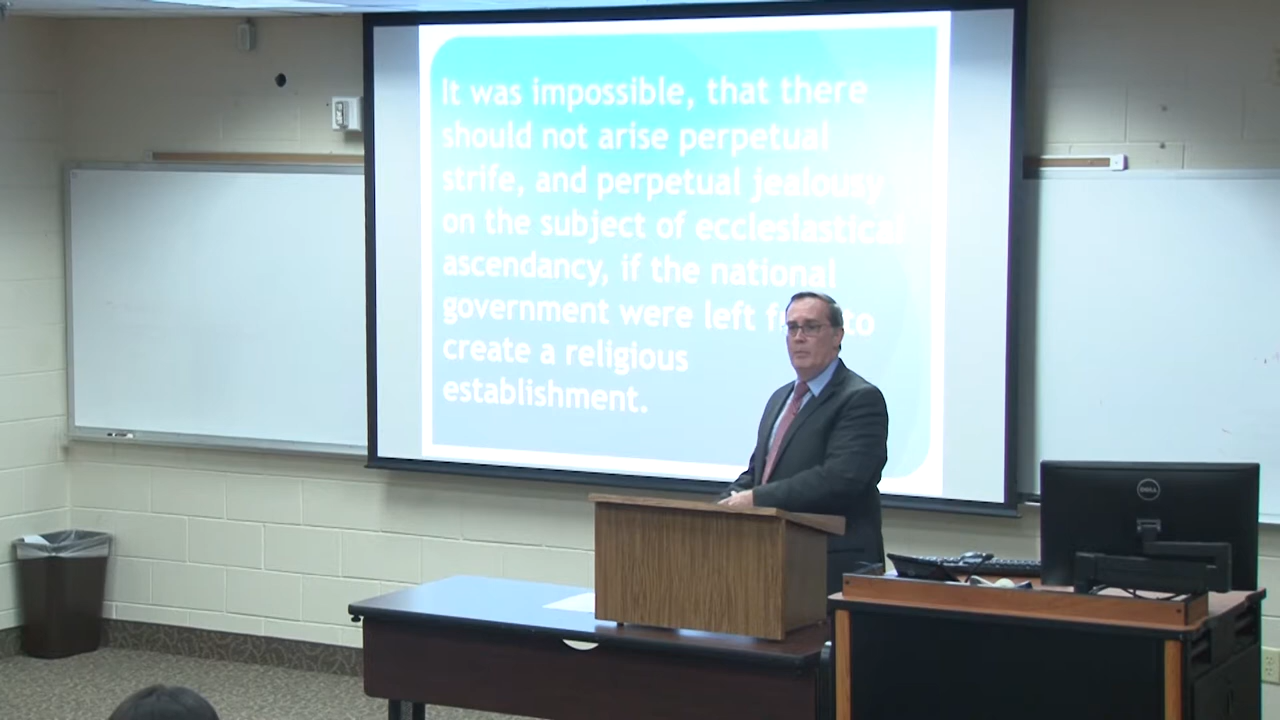 It was impossible, that there
should not arise perpetual
strife, and perpetual jealousy
on the subject of ecclesiastical
ascendancy, if the national
government were left to
create a religious
establishment.
DELL